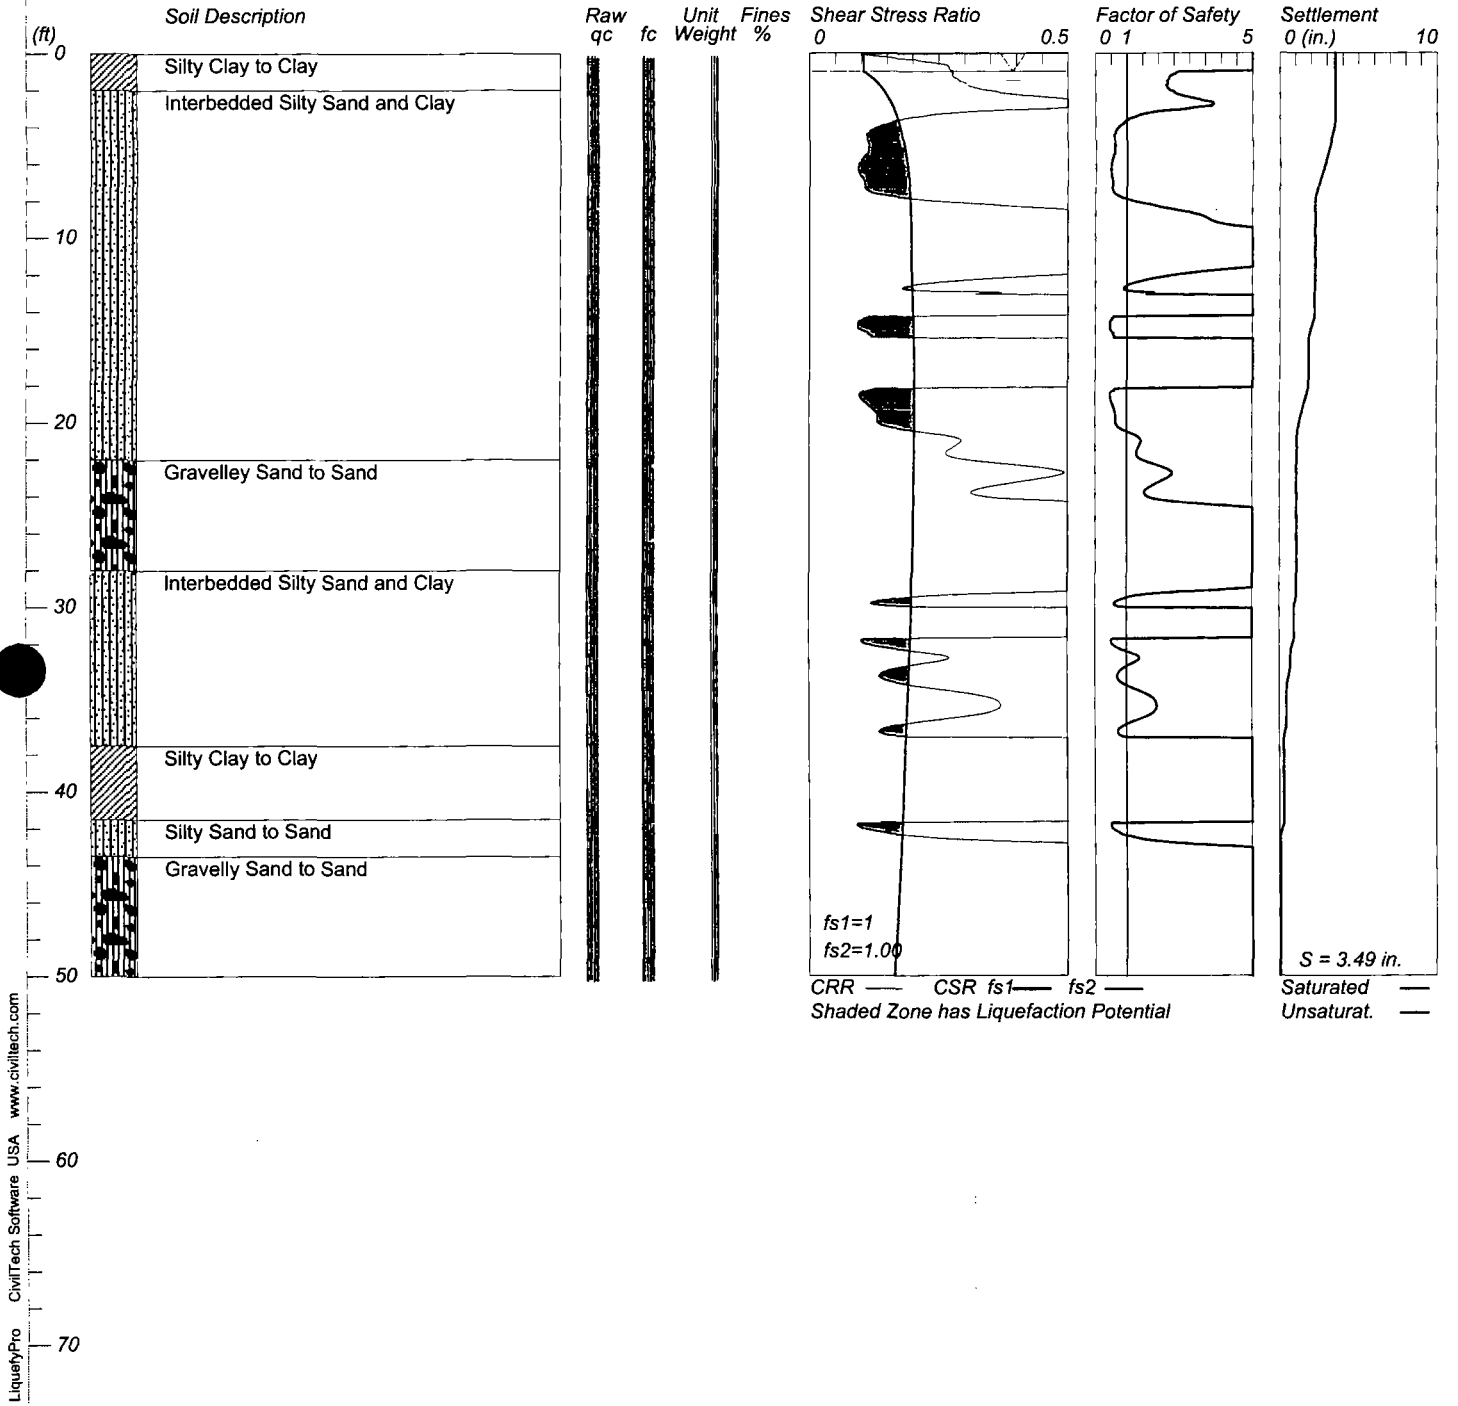 Soil Description Raw Unit Fines Shear Stress Ratio Factor of Safety Settlement
(ft) qc fc Weight % 0 0.5 0 1 5 0 (in.) 10
0
Silty Clay to Clay
Interbedded Silty Sand and Clay
10
20
Gravelley Sand to Sand
Interbedded Silty Sand and Clay
30
Silty Clay to Clay
40
Silty Sand to Sand
Gravelly Sand to Sand
fs1=1
fs2=1.00
S = 3.49 in.
50
CRR CSR fs1 fs2 Saturated
Shaded Zone has Liquefaction Potential Unsaturat.
60
70
LiquefyPro CivilTech Software USA www.civiltech.com